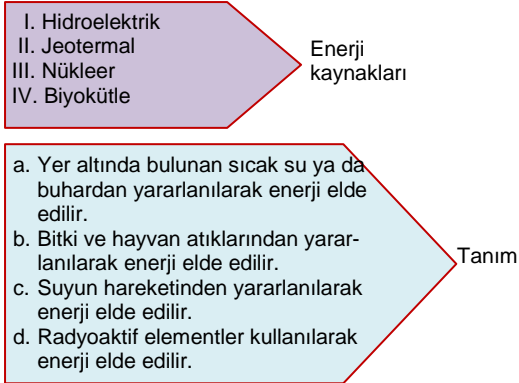 I. Hidroelektrik
II. Jeotermal
III. Nükleer
IV. Biyokütle
Enerji
kaynakları
a. Yer altında bulunan sıcak su ya da
buhardan yararlanılarak enerji elde
edilir.
b. Bitki ve hayvan atıklarından yarar-
lanılarak enerji elde edilir.
c. Suyun hareketinden yararlanılarak
enerji elde edilir.
d. Radyoaktif elementler kullanılarak
enerji elde edilir.
Tanım